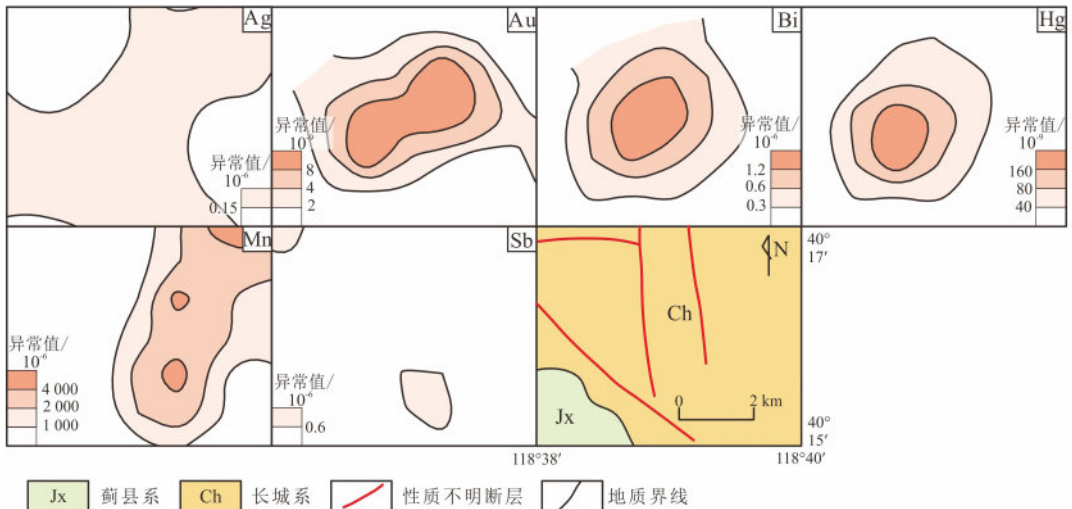 Ag
异常值/
10⁻⁶
0.15
Au
异常值/
10⁻⁹
8
4
2
Bi
异常值/
10⁻⁶
1.2
0.6
0.3
Hg
异常值/
10⁻⁹
160
80
40
Mn
异常值/
10⁻⁶
4 000
2 000
1 000
Sb
异常值/
10⁻⁶
0.6
N
Ch
Jx
0 2 km
40°
17′
40°
15′
118°38′ 118°40′
Jx 蓟县系 Ch 长城系 性质不明断层 地质界线